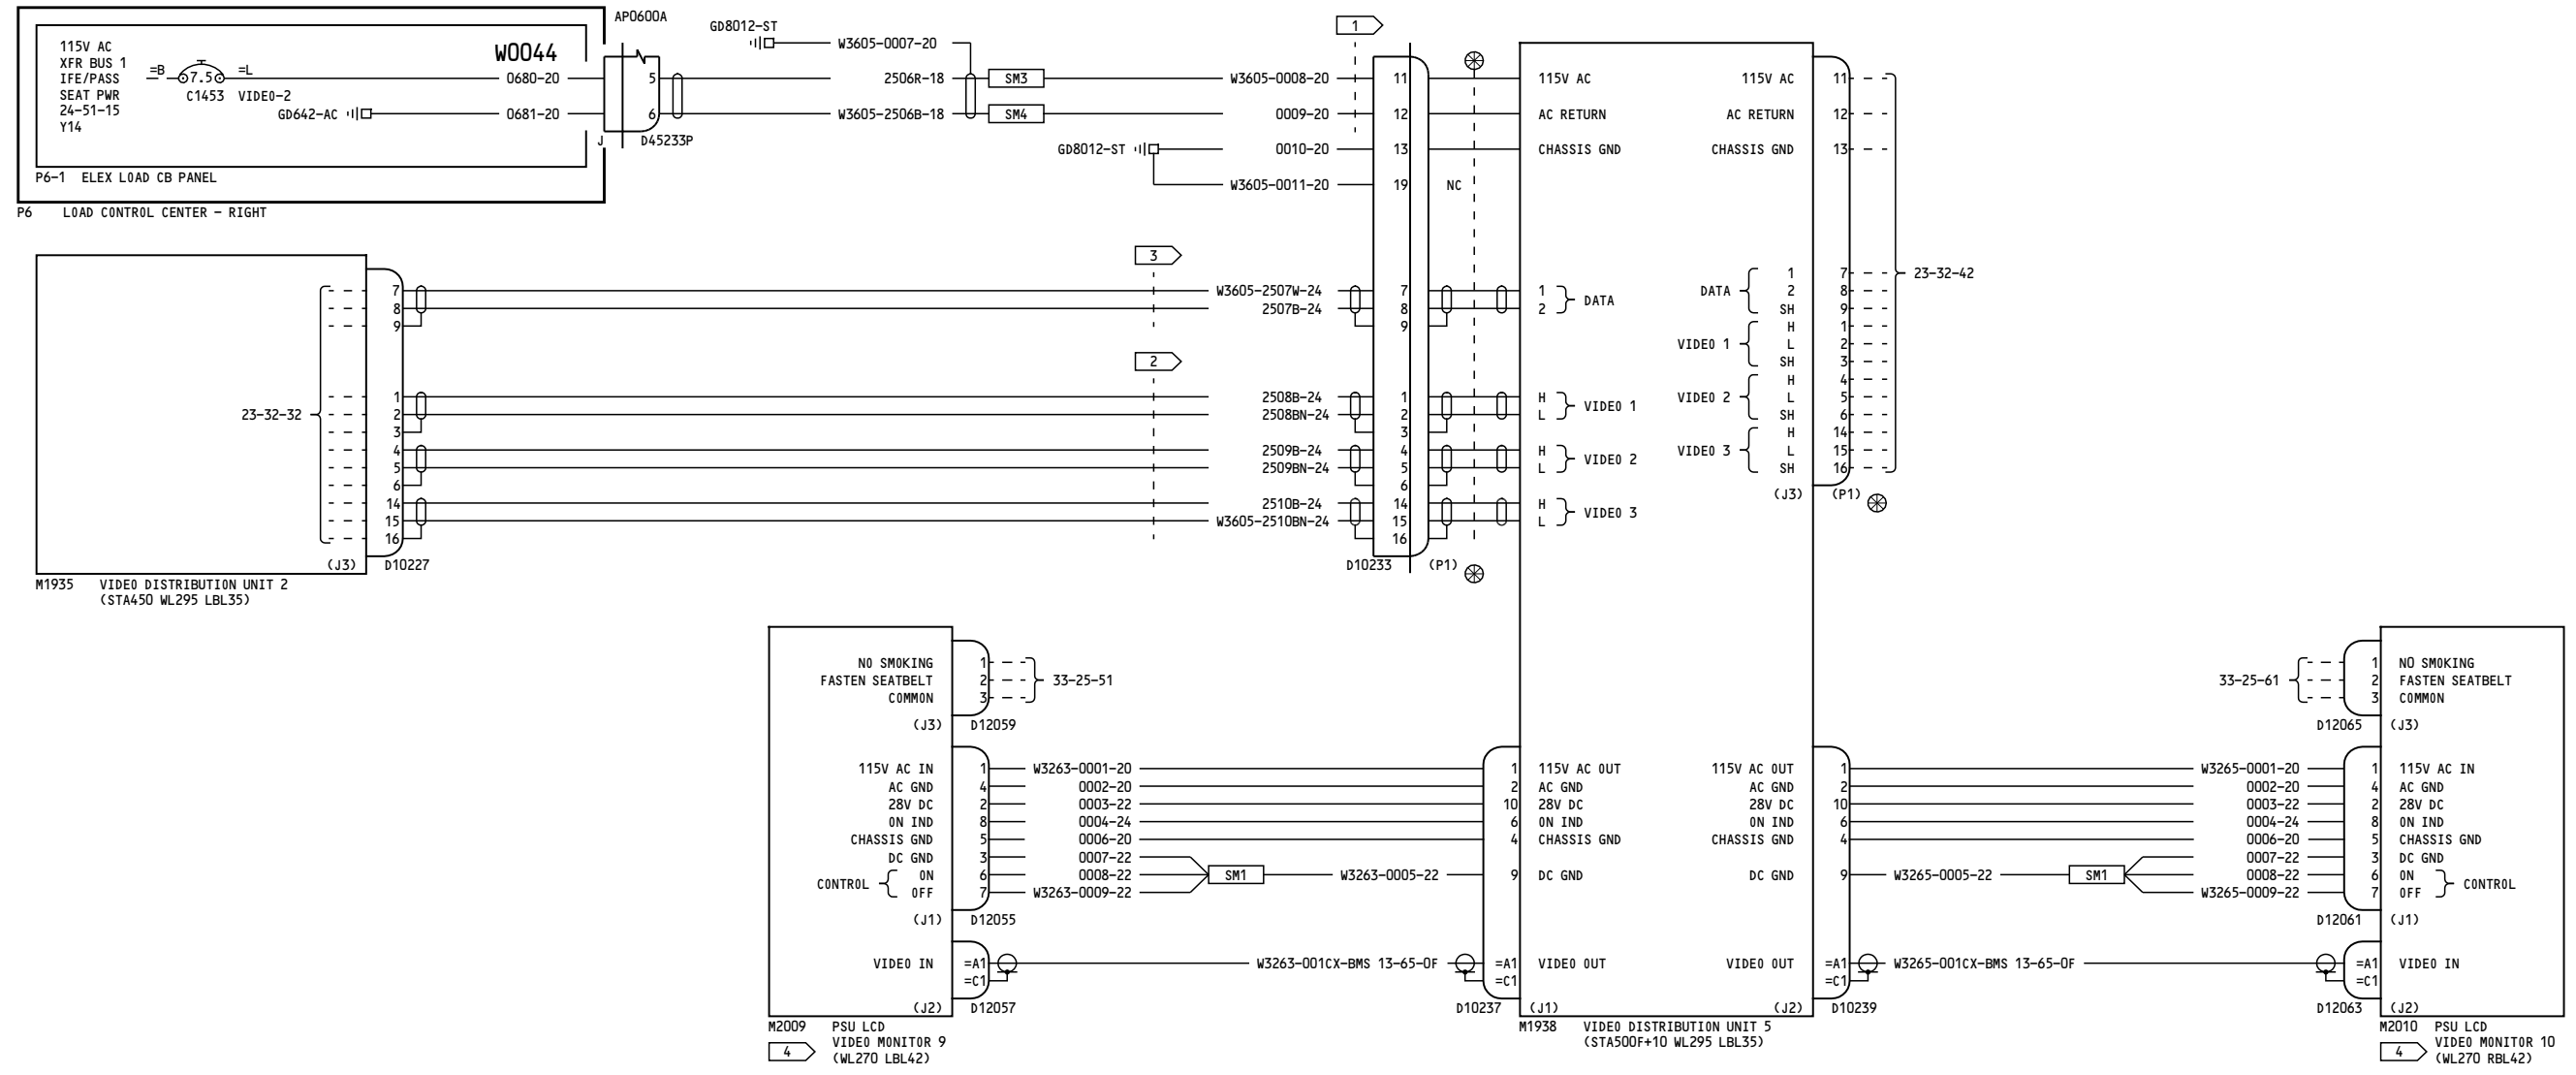 115V AC
XFR BUS 1
IFE/PASS
SEAT PWR
24-51-15
Y14
=B
7.5
=L
C1453 VIDEO-2
W0044
0680-20
GD642-AC
0681-20
P6-1 ELEX LOAD CB PANEL
P6 LOAD CONTROL CENTER – RIGHT
AP0600A
5
6
J
D45233P
GD8012-ST
W3605-0007-20
2506R-18
SM3
W3605-0008-20
W3605-2506B-18
SM4
0009-20
GD8012-ST
0010-20
W3605-0011-20
1
11
12
13
19
NC
115V AC
AC RETURN
CHASSIS GND
115V AC
AC RETURN
CHASSIS GND
11
12
13
23-32-42
3
W3605-2507W-24
2507B-24
2
2508B-24
2508BN-24
2509B-24
2509BN-24
2510B-24
W3605-2510BN-24
23-32-32
7
8
9
1
2
3
4
5
6
14
15
16
(J3)
D10227
M1935 VIDEO DISTRIBUTION UNIT 2
(STA450 WL295 LBL35)
7
8
9
1
2
3
4
5
6
14
15
16
D10233
(P1)
1
2
DATA
H
L
VIDEO 1
H
L
VIDEO 2
H
L
VIDEO 3
DATA
1
2
SH
VIDEO 1
H
L
SH
VIDEO 2
H
L
SH
VIDEO 3
H
L
SH
7
8
9
1
2
3
4
5
6
14
15
16
(J3)
(P1)
NO SMOKING
FASTEN SEATBELT
COMMON
1
2
3
33-25-51
(J3)
D12059
115V AC IN
AC GND
28V DC
ON IND
CHASSIS GND
DC GND
CONTROL
ON
OFF
1
4
2
8
5
3
6
7
(J1)
D12055
W3263-0001-20
0002-20
0003-22
0004-24
0006-20
0007-22
0008-22
W3263-0009-22
SM1
W3263-0005-22
VIDEO IN
=A1
=C1
(J2)
D12057
W3263-001CX-BMS 13-65-0F
M2009 PSU LCD
VIDEO MONITOR 9
(WL270 LBL42)
4
1
2
10
6
4
9
=A1
=C1
D10237
(J1)
115V AC OUT
AC GND
28V DC
ON IND
CHASSIS GND
DC GND
VIDEO OUT
115V AC OUT
AC GND
28V DC
ON IND
CHASSIS GND
DC GND
VIDEO OUT
1
2
10
6
4
9
=A1
=C1
(J2)
D10239
M1938 VIDEO DISTRIBUTION UNIT 5
(STA500F+10 WL295 LBL35)
W3265-0005-22
SM1
W3265-001CX-BMS 13-65-0F
W3265-0001-20
0002-20
0003-22
0004-24
0006-20
0007-22
0008-22
W3265-0009-22
33-25-61
1
2
3
NO SMOKING
FASTEN SEATBELT
COMMON
D12065
(J3)
1
4
2
8
5
3
6
7
115V AC IN
AC GND
28V DC
ON IND
CHASSIS GND
DC GND
ON
OFF
CONTROL
D12061
(J1)
=A1
=C1
VIDEO IN
D12063
(J2)
M2010 PSU LCD
VIDEO MONITOR 10
(WL270 RBL42)
4